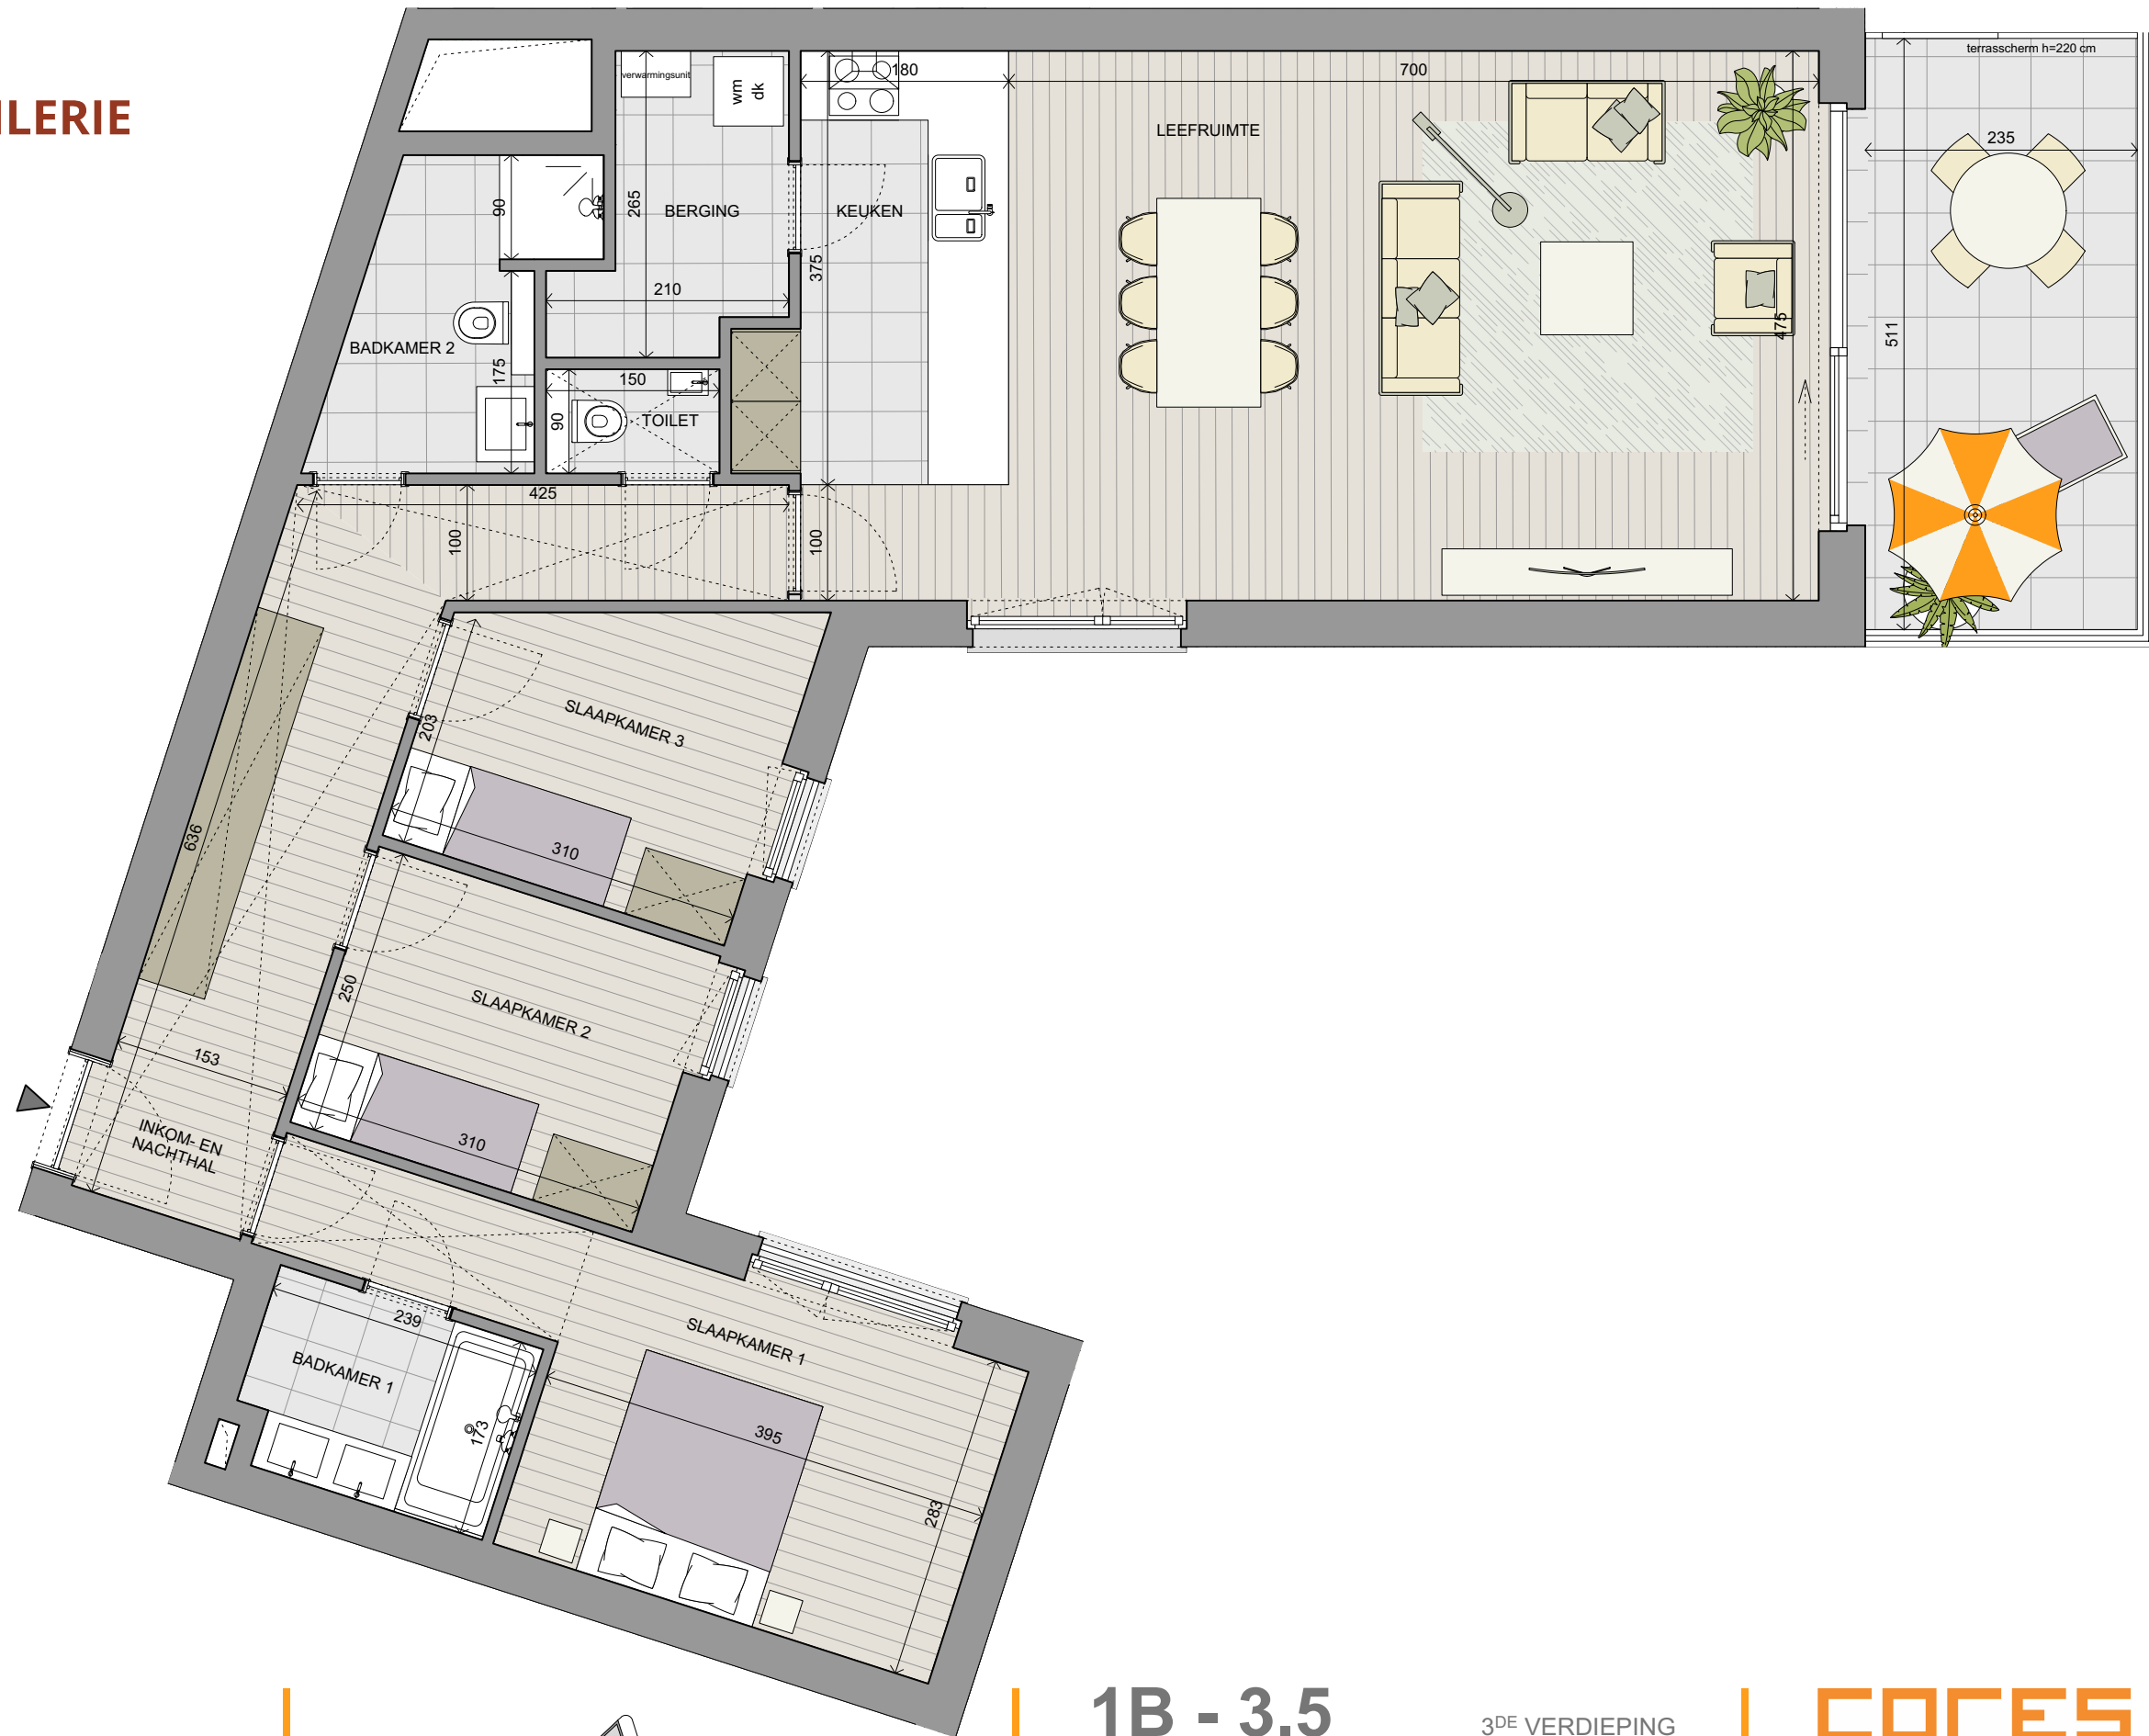 ILERIE
verwarmingsunit
wm
dk
180
700
terrasscherm h=220 cm
LEEFRUIMTE
235
90
265
BERGING
KEUKEN
375
210
475
511
BADKAMER 2
175
150
90
TOILET
425
100
100
SLAAPKAMER 3
203
310
636
SLAAPKAMER 2
250
310
153
INKOM- EN
NACHTHAL
239
SLAAPKAMER 1
BADKAMER 1
173
395
283
1B - 3.5
3DE VERDIEPING
CORES